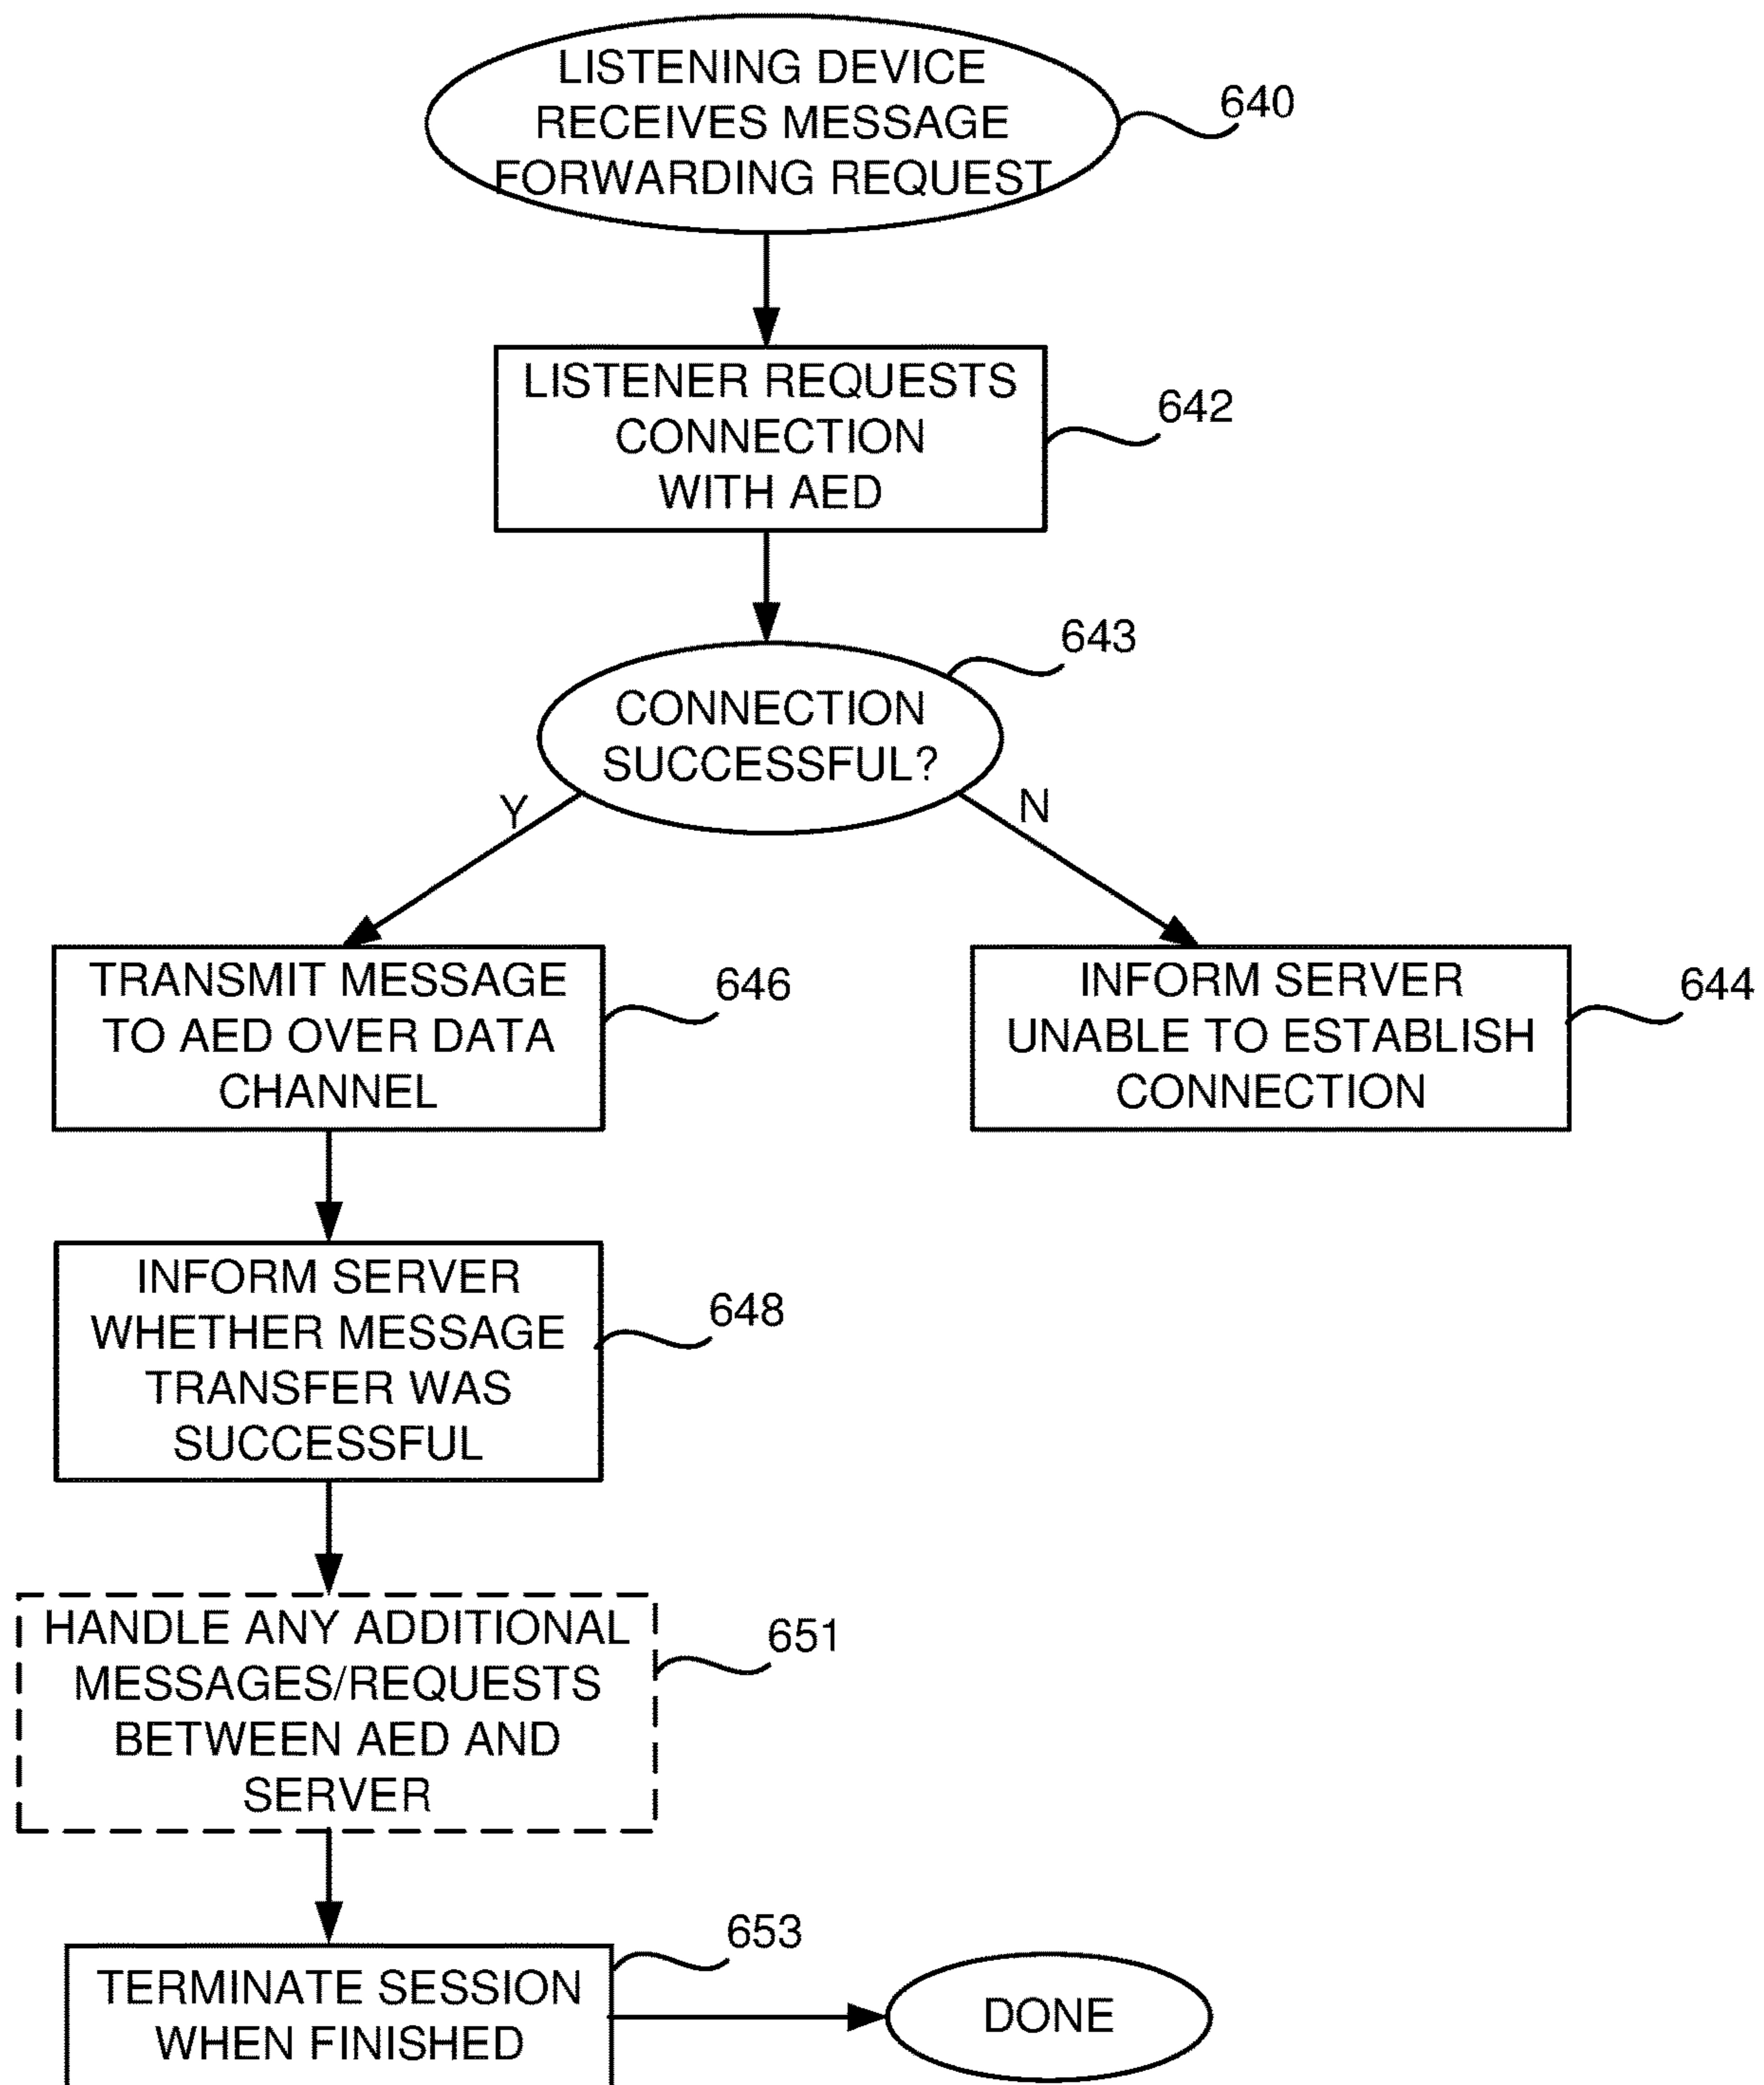 LISTENING DEVICE
RECEIVES MESSAGE
FORWARDING REQUEST
640
LISTENER REQUESTS
CONNECTION
WITH AED
642
643
CONNECTION
SUCCESSFUL?
Y
N
TRANSMIT MESSAGE
TO AED OVER DATA
CHANNEL
646
INFORM SERVER
UNABLE TO ESTABLISH
CONNECTION
644
INFORM SERVER
WHETHER MESSAGE
TRANSFER WAS
SUCCESSFUL
648
HANDLE ANY ADDITIONAL
MESSAGES/REQUESTS
BETWEEN AED AND
SERVER
651
653
TERMINATE SESSION
WHEN FINISHED
DONE